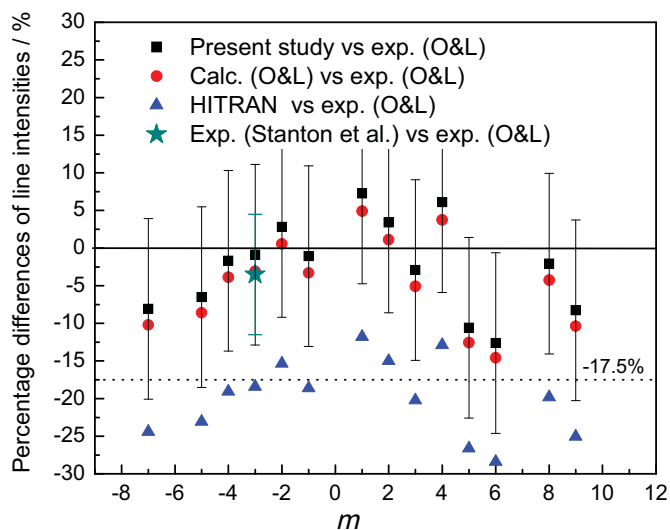 Percentage differences of line intensities / %
30
25
20
15
10
5
0
-5
-10
-15
-20
-25
-30
Present study vs exp. (O&L)
Calc. (O&L) vs exp. (O&L)
HITRAN vs exp. (O&L)
Exp. (Stanton et al.) vs exp. (O&L)
-17.5%
-8 -6 -4 -2 0 2 4 6 8 10 12
m